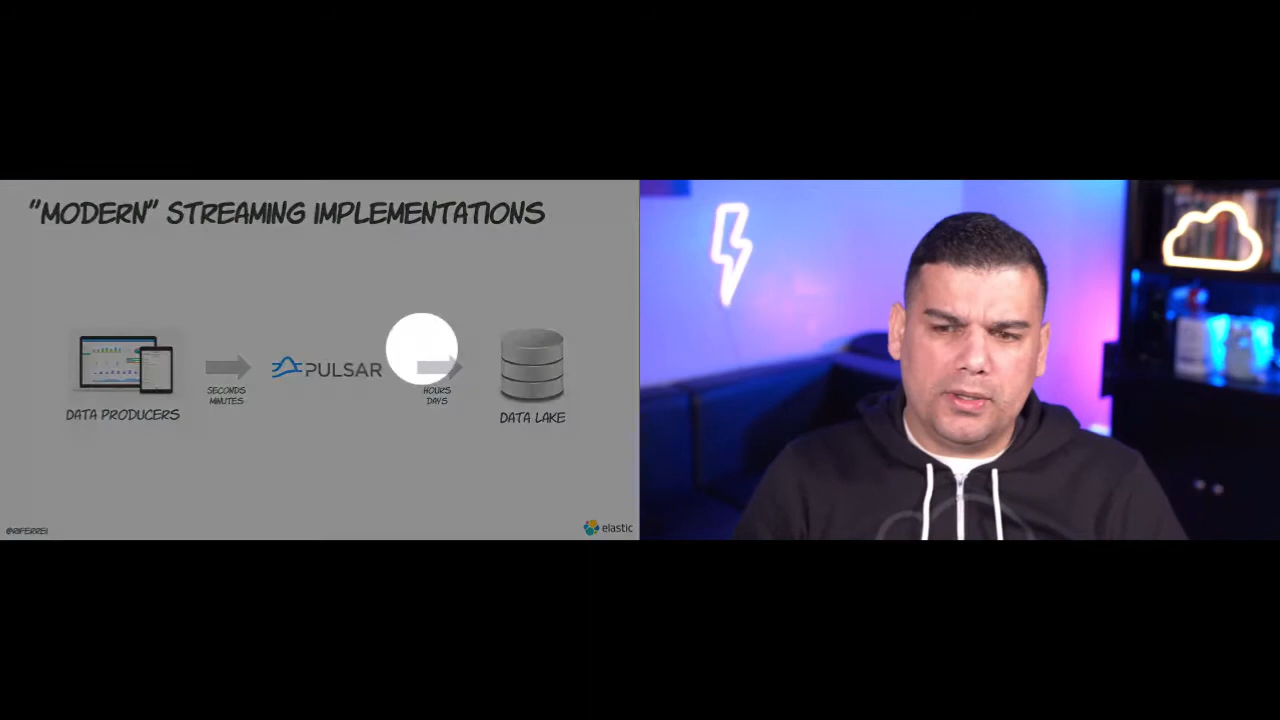 "MODERN" STREAMING IMPLEMENTATIONS
SECONDS
MINUTES
PULSAR
HOURS
DAYS
DATA PRODUCERS
DATA LAKE
@RIFERREI
elastic